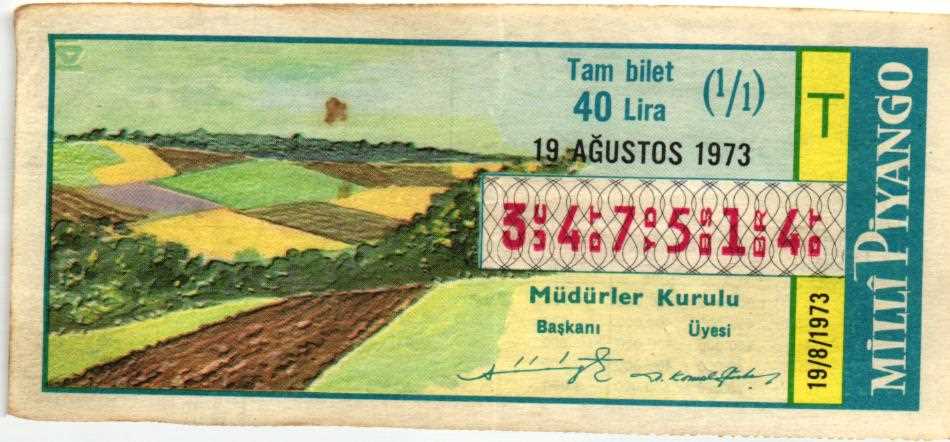 Tam bilet
40 Lira
(1/1)
19 AĞUSTOS 1973
T
3 4 7 5 1 4
Müdürler Kurulu
Başkanı Üyesi
19/8/1973
MİLLÎ PİYANGO